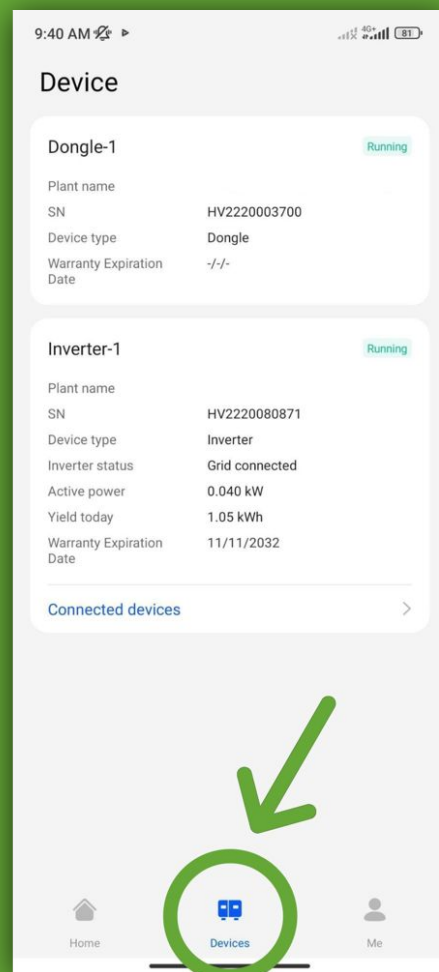 9:40 AM
4G+
81
Device
Dongle-1 Running
Plant name
SN HV2220003700
Device type Dongle
Warranty Expiration Date -/-/-
Inverter-1 Running
Plant name
SN HV2220080871
Device type Inverter
Inverter status Grid connected
Active power 0.040 kW
Yield today 1.05 kWh
Warranty Expiration Date 11/11/2032
Connected devices
Home Devices Me